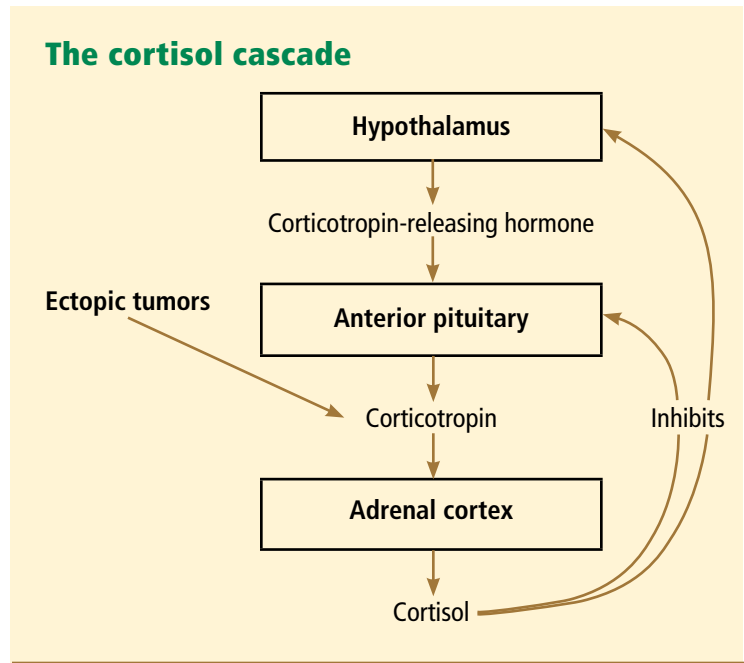 The cortisol cascade
Hypothalamus
Corticotropin-releasing hormone
Ectopic tumors
Anterior pituitary
Corticotropin
Inhibits
Adrenal cortex
Cortisol